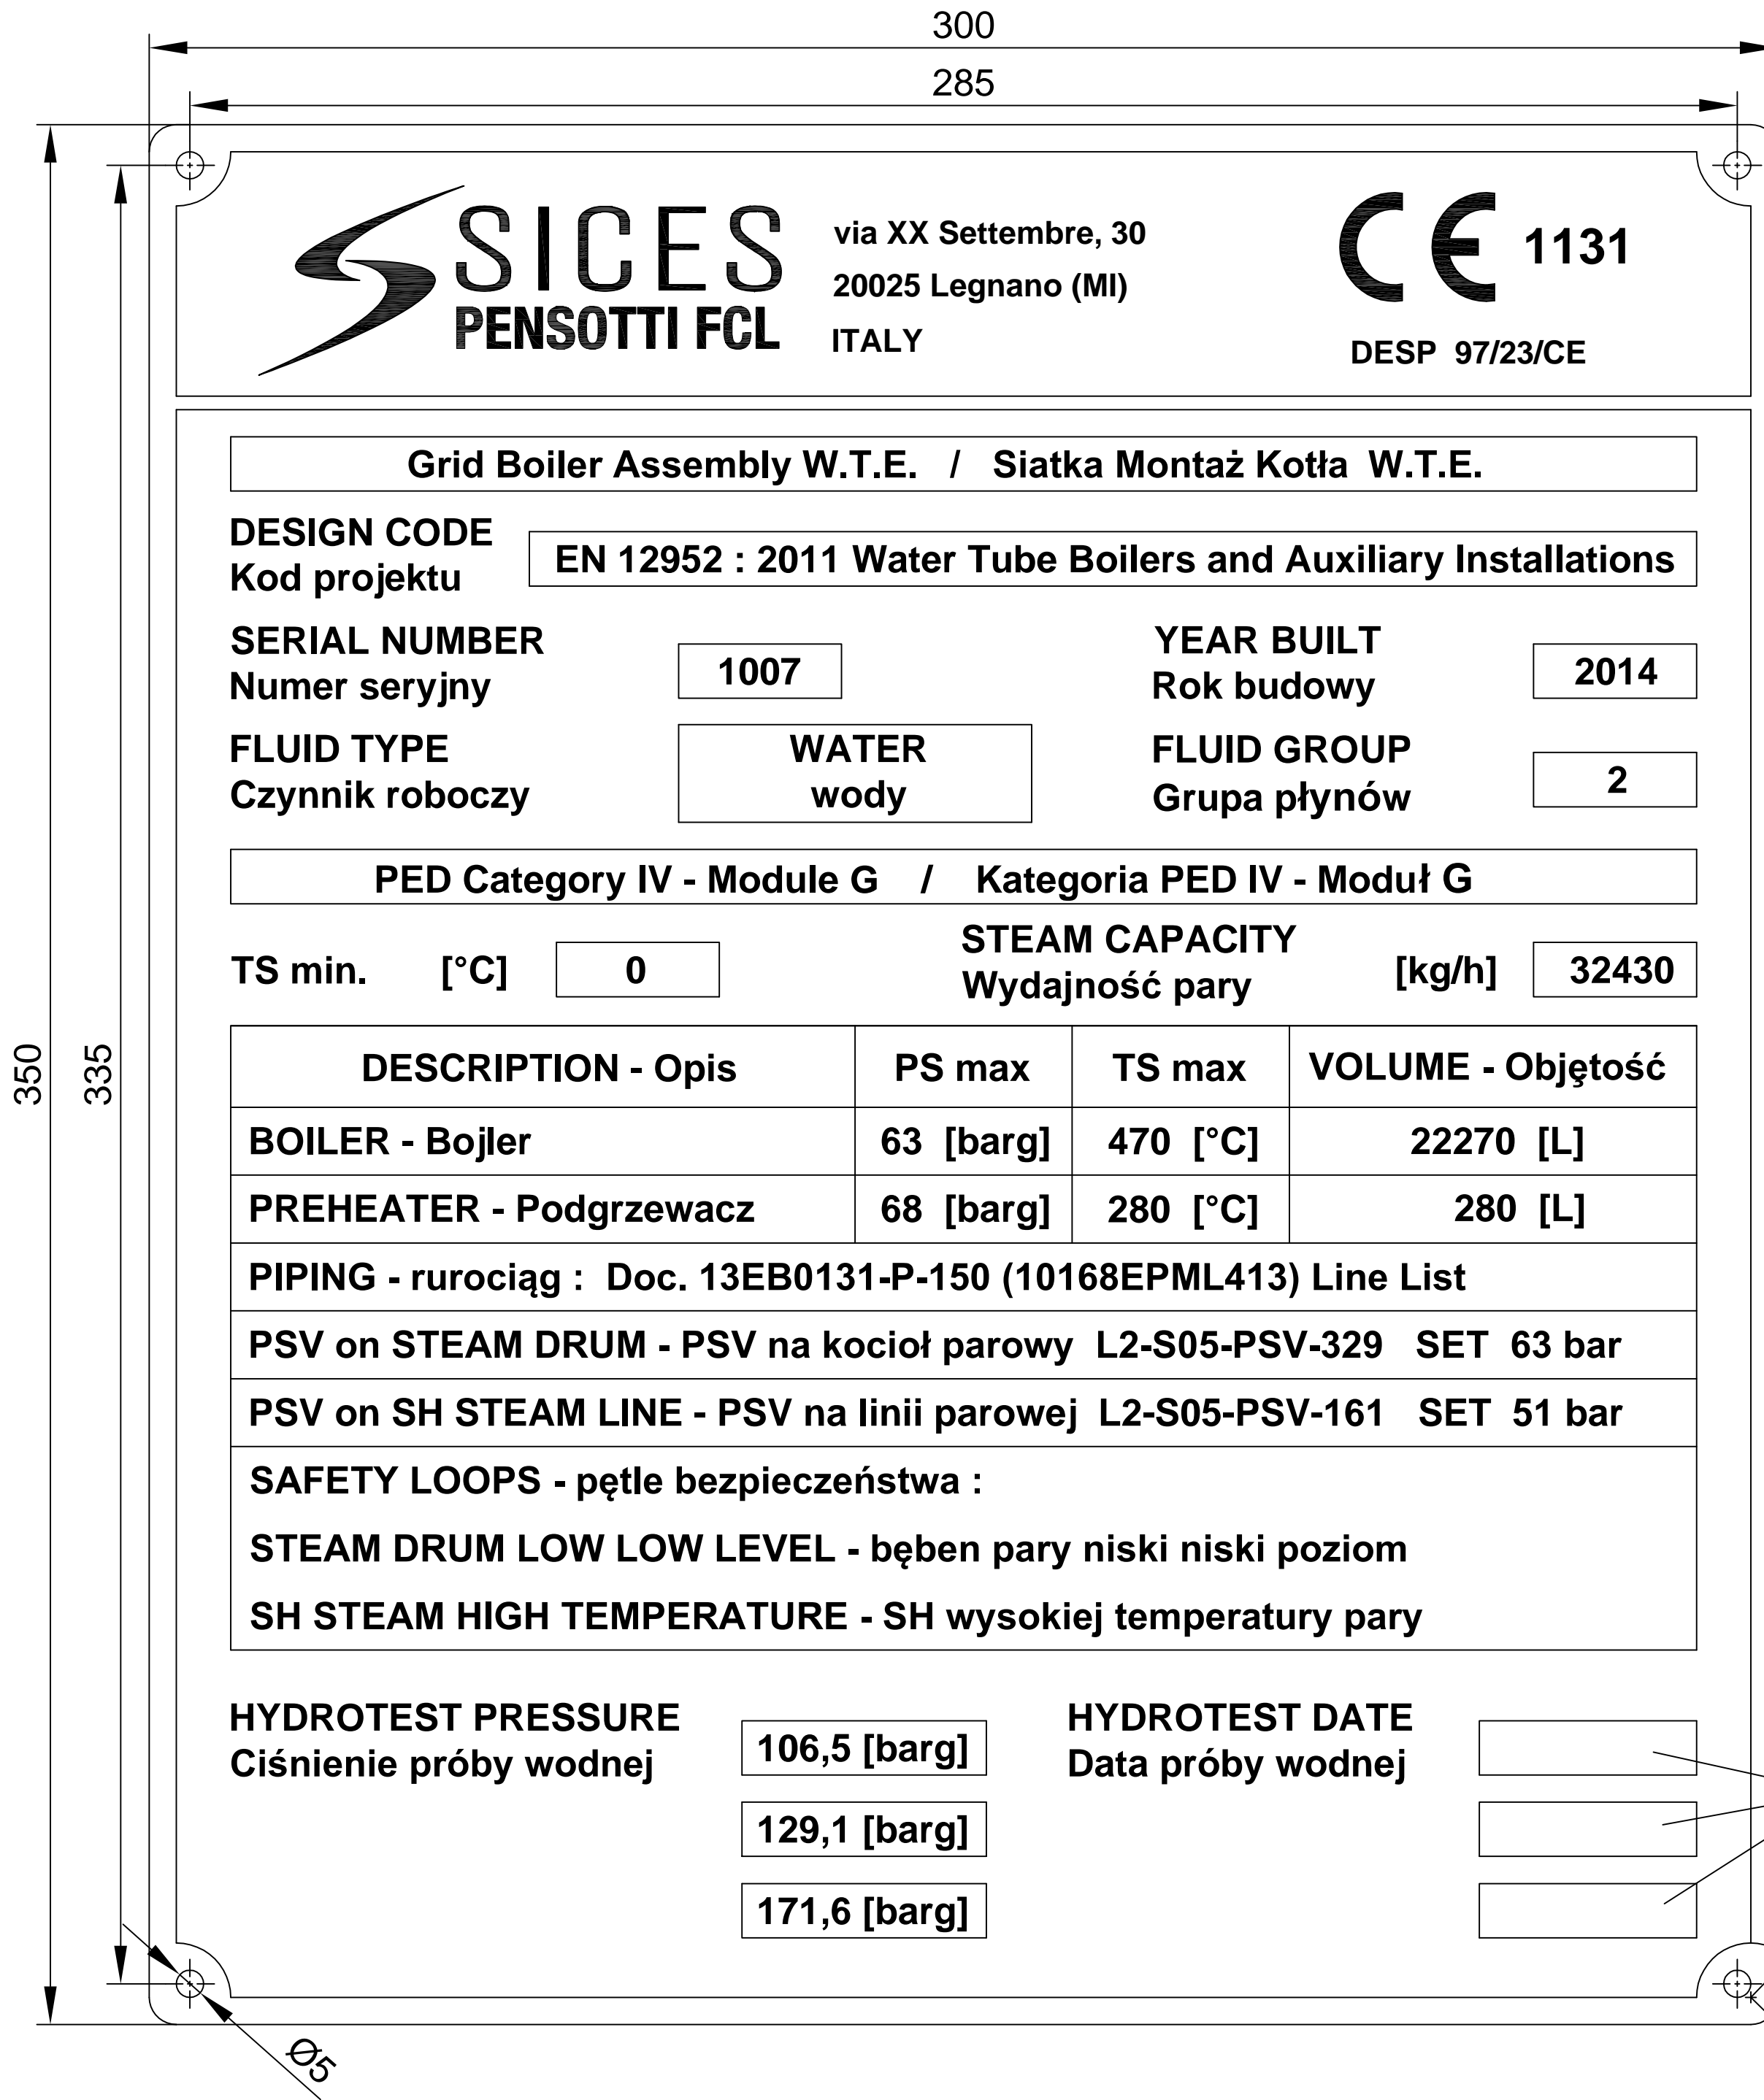 300
285
SICES
PENSOTTI FCL
via XX Settembre, 30
20025 Legnano (MI)
ITALY
CE 1131
DESP 97/23/CE
Grid Boiler Assembly W.T.E. / Siatka Montaż Kotła W.T.E.
DESIGN CODE
Kod projektu
EN 12952 : 2011 Water Tube Boilers and Auxiliary Installations
SERIAL NUMBER
Numer seryjny
1007
YEAR BUILT
Rok budowy
2014
FLUID TYPE
Czynnik roboczy
WATER
wody
FLUID GROUP
Grupa płynów
2
PED Category IV - Module G / Kategoria PED IV - Moduł G
TS min. [°C] 0
STEAM CAPACITY
Wydajność pary
[kg/h] 32430
350
335
DESCRIPTION - Opis PS max TS max VOLUME - Objętość
BOILER - Bojler 63 [barg] 470 [°C] 22270 [L]
PREHEATER - Podgrzewacz 68 [barg] 280 [°C] 280 [L]
PIPING - rurociąg : Doc. 13EB0131-P-150 (10168EPML413) Line List
PSV on STEAM DRUM - PSV na kocioł parowy L2-S05-PSV-329 SET 63 bar
PSV on SH STEAM LINE - PSV na linii parowej L2-S05-PSV-161 SET 51 bar
SAFETY LOOPS - pętle bezpieczeństwa :
STEAM DRUM LOW LOW LEVEL - bęben pary niski niski poziom
SH STEAM HIGH TEMPERATURE - SH wysokiej temperatury pary
HYDROTEST PRESSURE
Ciśnienie próby wodnej
106,5 [barg]
129,1 [barg]
171,6 [barg]
HYDROTEST DATE
Data próby wodnej
Ø5